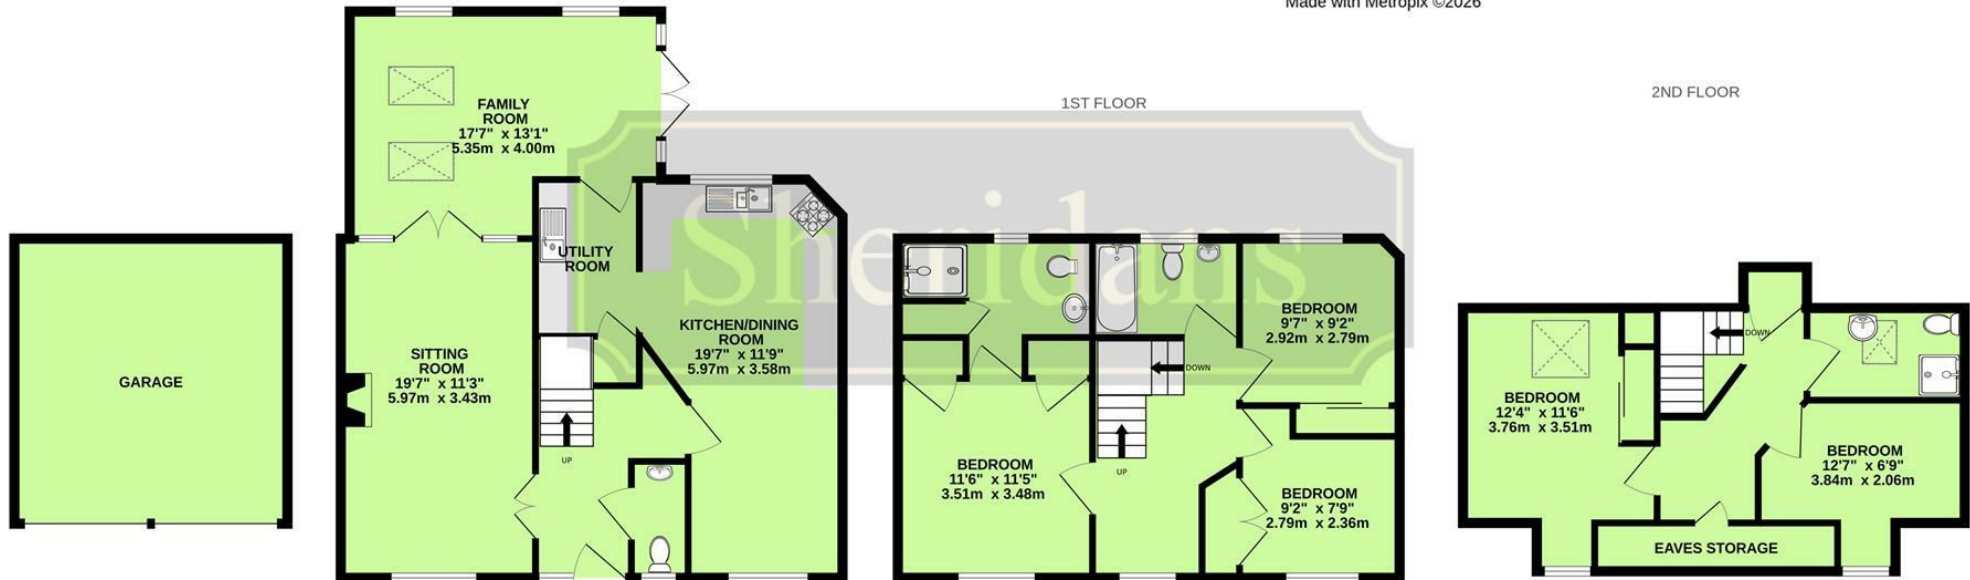 Made with Metropix ©2026
1ST FLOOR
2ND FLOOR
Sheridans
GARAGE
FAMILY
ROOM
17'7" x 13'1"
5.35m x 4.00m
UTILITY
ROOM
KITCHEN/DINING
ROOM
19'7" x 11'9"
5.97m x 3.58m
SITTING
ROOM
19'7" x 11'3"
5.97m x 3.43m
UP
BEDROOM
9'7" x 9'2"
2.92m x 2.79m
DOWN
BEDROOM
11'6" x 11'5"
3.51m x 3.48m
UP
BEDROOM
9'2" x 7'9"
2.79m x 2.36m
DOWN
BEDROOM
12'4" x 11'6"
3.76m x 3.51m
BEDROOM
12'7" x 6'9"
3.84m x 2.06m
EAVES STORAGE